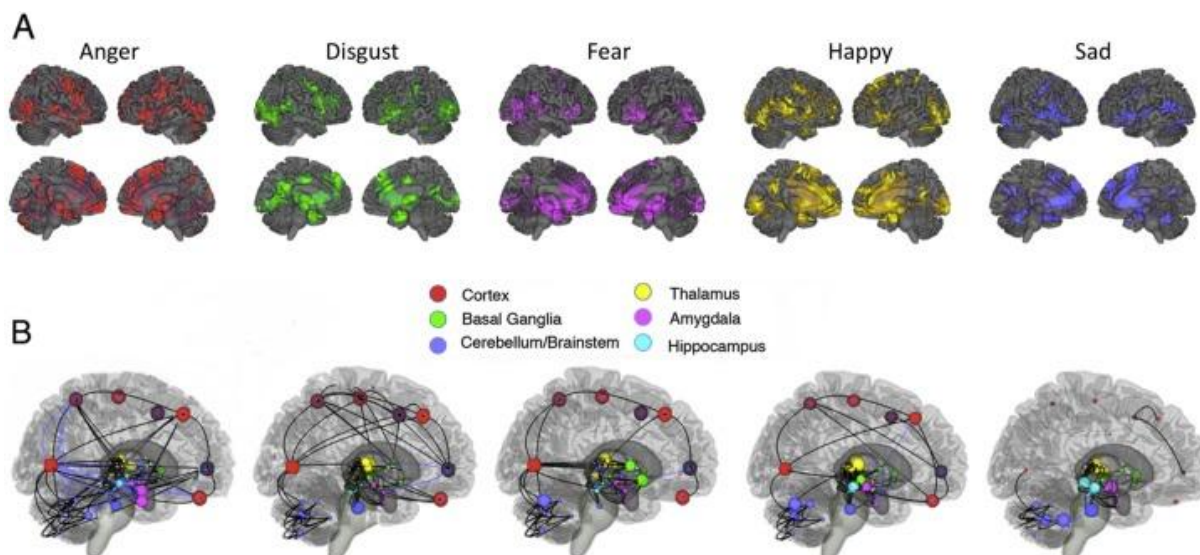 A
Anger Disgust Fear Happy Sad
Cortex Thalamus
Basal Ganglia Amygdala
Cerebellum/Brainstem Hippocampus
B